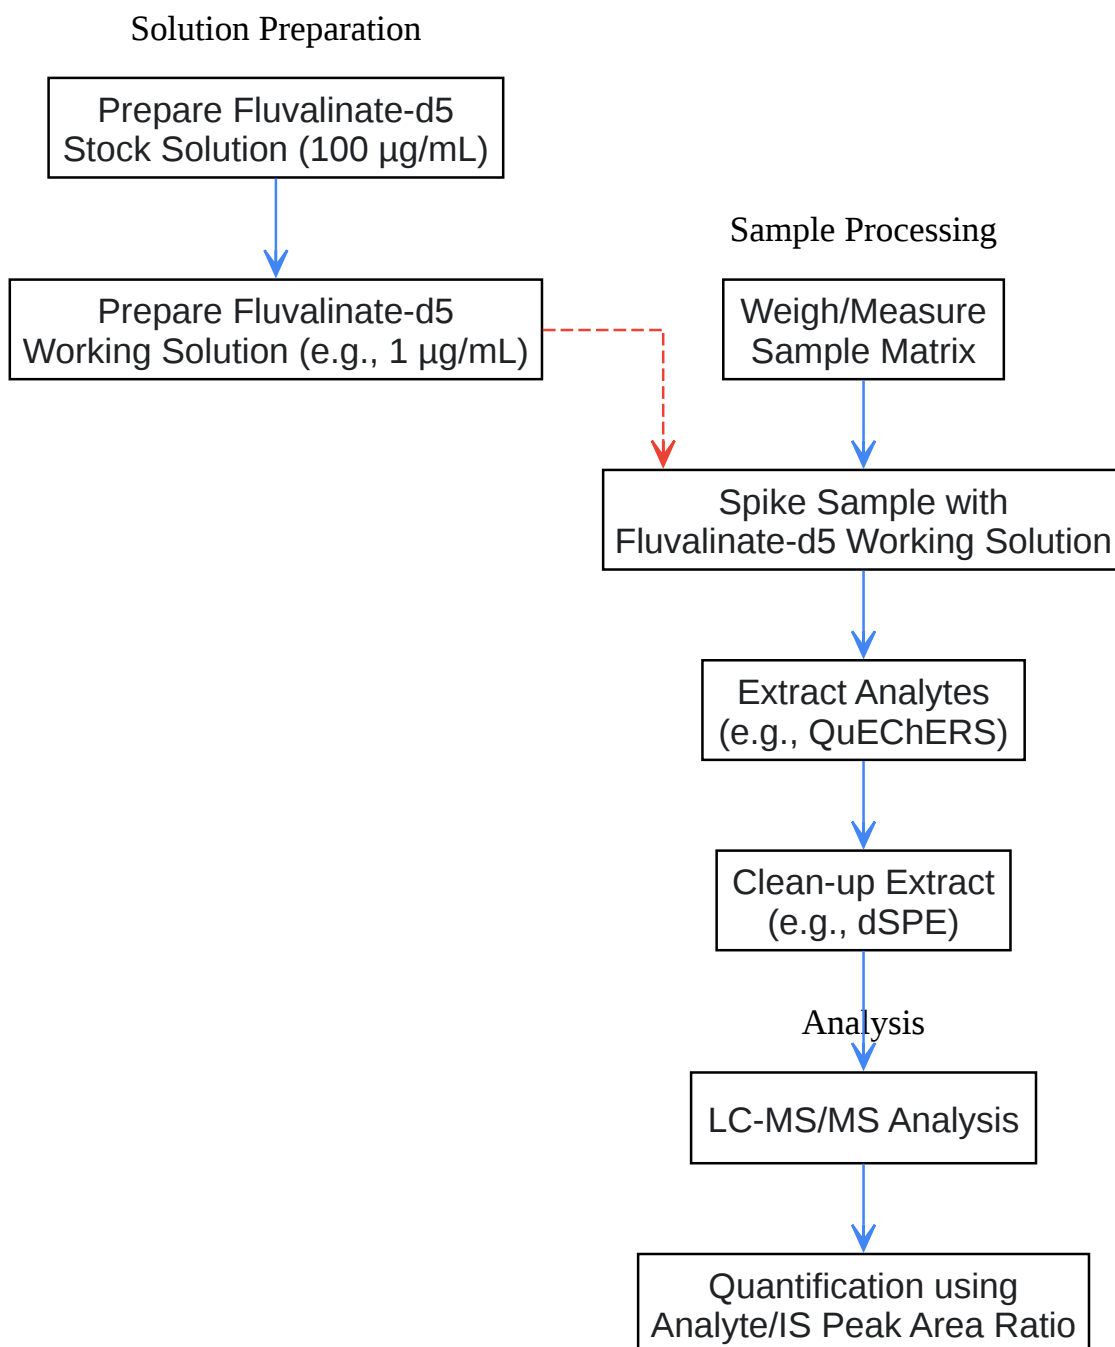 Solution Preparation
Prepare Fluvalinate-d5
Stock Solution (100 µg/mL)
Prepare Fluvalinate-d5
Working Solution (e.g., 1 µg/mL)
Sample Processing
Weigh/Measure
Sample Matrix
Spike Sample with
Fluvalinate-d5 Working Solution
Extract Analytes
(e.g., QuEChERS)
Clean-up Extract
(e.g., dSPE)
Analysis
LC-MS/MS Analysis
Quantification using
Analyte/IS Peak Area Ratio